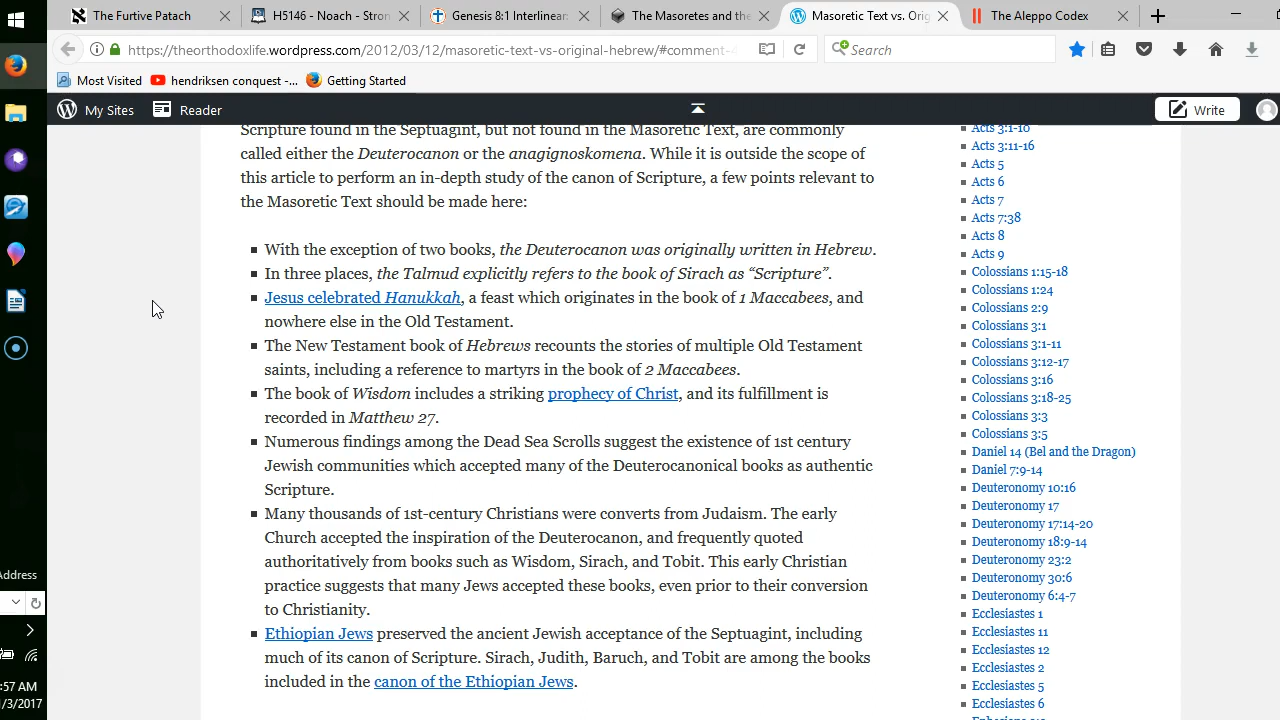 The Furtive Patach
H5146 - Noach - Stron
Genesis 8:1 Interlinear
The Masoretes and the
Masoretic Text vs. Orig
The Aleppo Codex
https://theorthodoxlife.wordpress.com/2012/03/12/masoretic-text-vs-original-hebrew/#comment-
Search
Most Visited
hendriksen conquest -...
Getting Started
My Sites
Reader
Write
Scripture found in the Septuagint, but not found in the Masoretic Text, are commonly
called either the Deuterocanon or the anagignoskomena. While it is outside the scope of
this article to perform an in-depth study of the canon of Scripture, a few points relevant to
the Masoretic Text should be made here:
With the exception of two books, the Deuterocanon was originally written in Hebrew.
In three places, the Talmud explicitly refers to the book of Sirach as “Scripture”.
Jesus celebrated Hanukkah, a feast which originates in the book of 1 Maccabees, and
nowhere else in the Old Testament.
The New Testament book of Hebrews recounts the stories of multiple Old Testament
saints, including a reference to martyrs in the book of 2 Maccabees.
The book of Wisdom includes a striking prophecy of Christ, and its fulfillment is
recorded in Matthew 27.
Numerous findings among the Dead Sea Scrolls suggest the existence of 1st century
Jewish communities which accepted many of the Deuterocanonical books as authentic
Scripture.
Many thousands of 1st-century Christians were converts from Judaism. The early
Church accepted the inspiration of the Deuterocanon, and frequently quoted
authoritatively from books such as Wisdom, Sirach, and Tobit. This early Christian
practice suggests that many Jews accepted these books, even prior to their conversion
to Christianity.
Ethiopian Jews preserved the ancient Jewish acceptance of the Septuagint, including
much of its canon of Scripture. Sirach, Judith, Baruch, and Tobit are among the books
included in the canon of the Ethiopian Jews.
Acts 3:1-10
Acts 3:11-16
Acts 5
Acts 6
Acts 7
Acts 7:38
Acts 8
Acts 9
Colossians 1:15-18
Colossians 1:24
Colossians 2:9
Colossians 3:1
Colossians 3:1-11
Colossians 3:12-17
Colossians 3:16
Colossians 3:18-25
Colossians 3:3
Colossians 3:5
Daniel 14 (Bel and the Dragon)
Daniel 7:9-14
Deuteronomy 10:16
Deuteronomy 17
Deuteronomy 17:14-20
Deuteronomy 18:9-14
Deuteronomy 23:2
Deuteronomy 30:6
Deuteronomy 6:4-7
Ecclesiastes 1
Ecclesiastes 11
Ecclesiastes 12
Ecclesiastes 2
Ecclesiastes 5
Ecclesiastes 6
Address
:57 AM
1/3/2017